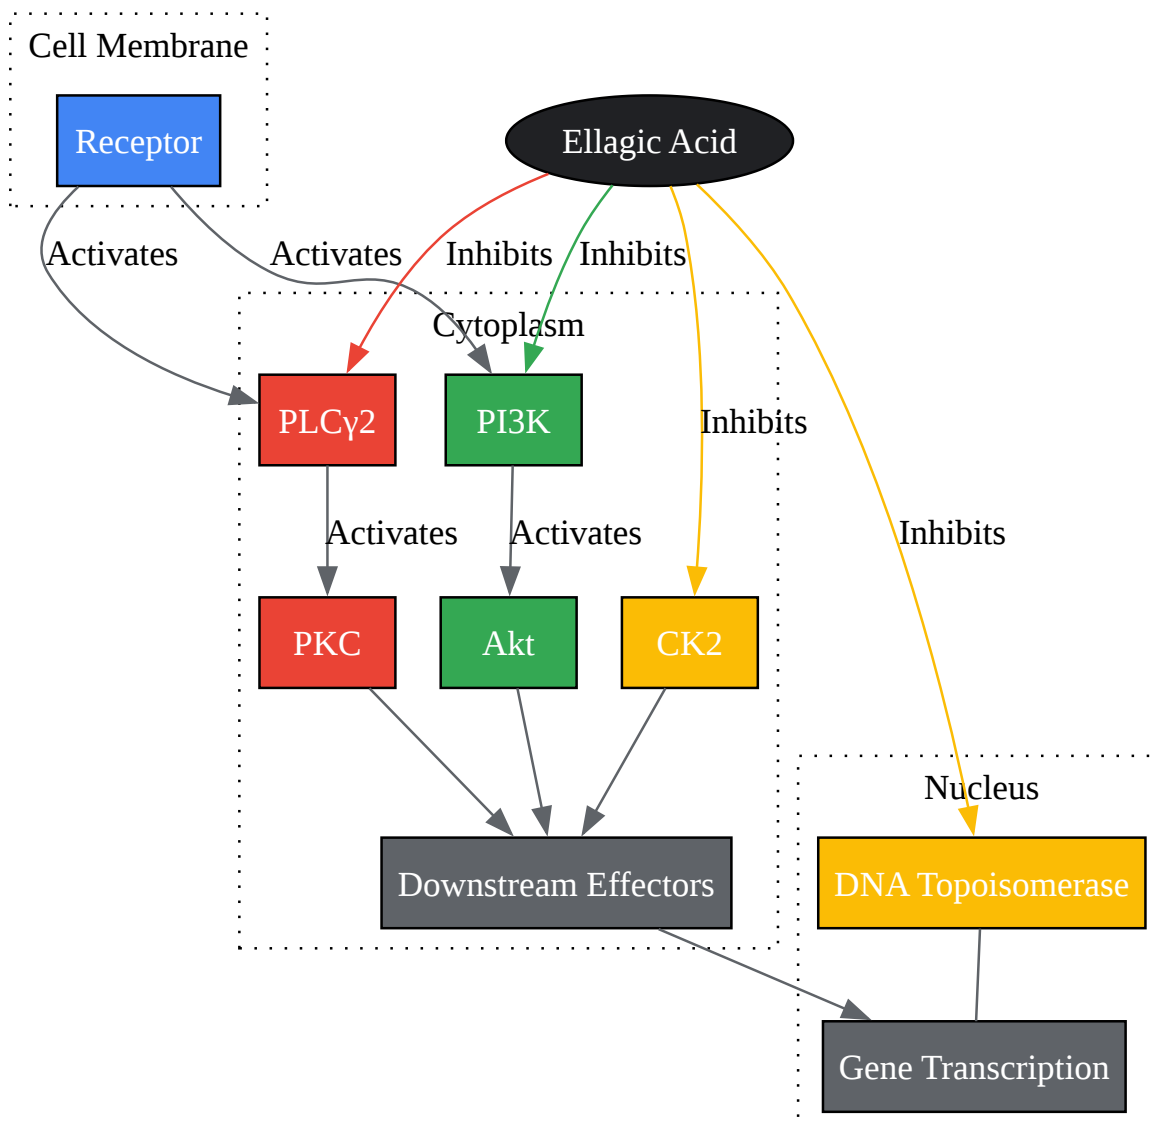 Cell Membrane
Receptor
Ellagic Acid
Activates
Activates
Inhibits
Inhibits
Cytoplasm
PLCγ2
PI3K
Inhibits
Activates
Activates
Inhibits
PKC
Akt
CK2
Nucleus
Downstream Effectors
DNA Topoisomerase
Gene Transcription